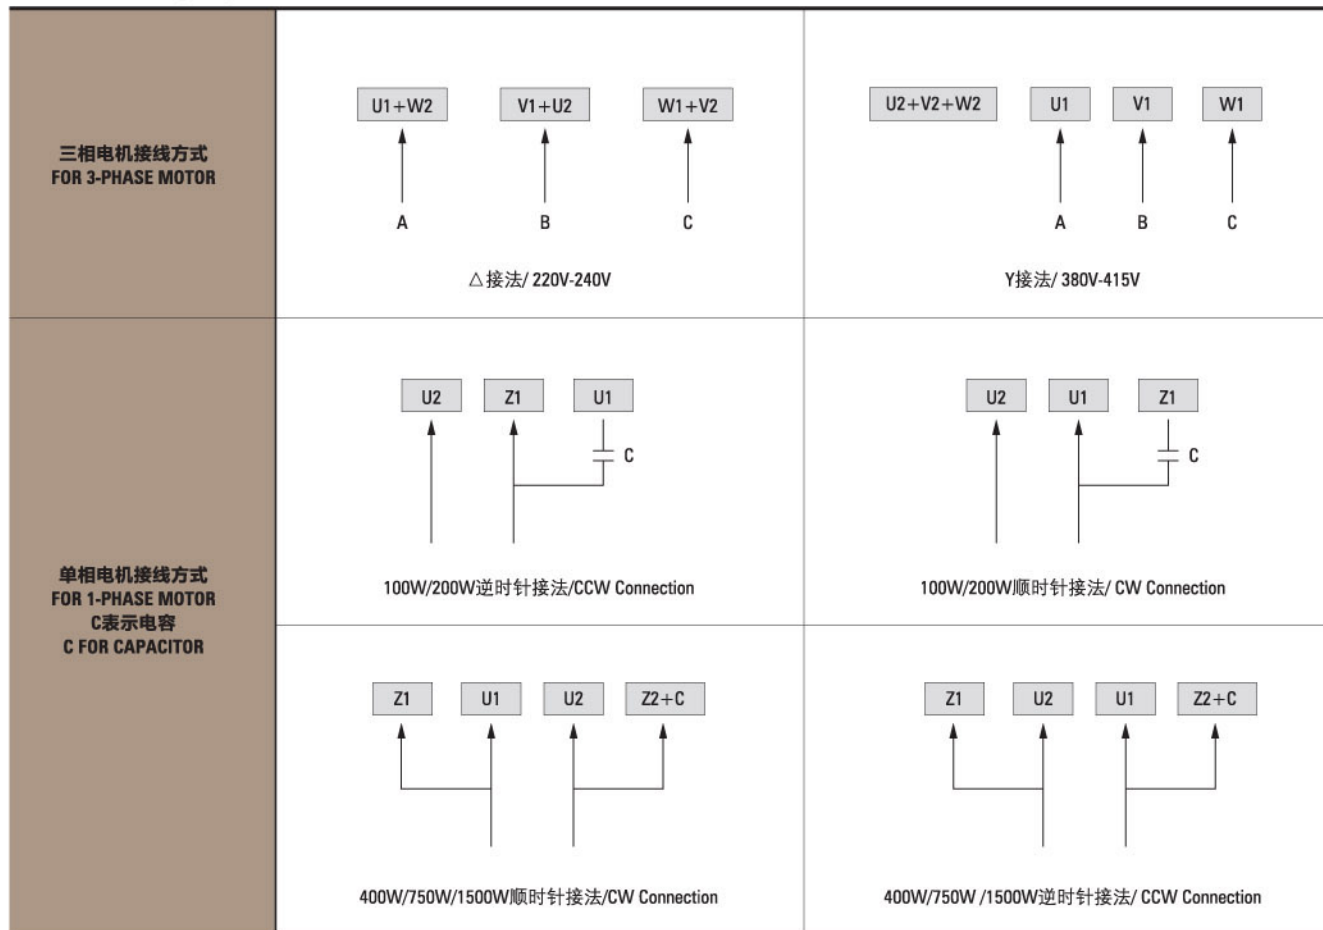 三相电机接线方式
FOR 3-PHASE MOTOR
U1+W2 V1+U2 W1+V2
A B C
△接法/ 220V-240V
U2+V2+W2 U1 V1 W1
A B C
Y接法/ 380V-415V
单相电机接线方式
FOR 1-PHASE MOTOR
C表示电容
C FOR CAPACITOR
U2 Z1 U1
C
100W/200W逆时针接法/CCW Connection
U2 U1 Z1
C
100W/200W顺时针接法/ CW Connection
Z1 U1 U2 Z2+C
400W/750W/1500W顺时针接法/CW Connection
Z1 U2 U1 Z2+C
400W/750W /1500W逆时针接法/ CCW Connection